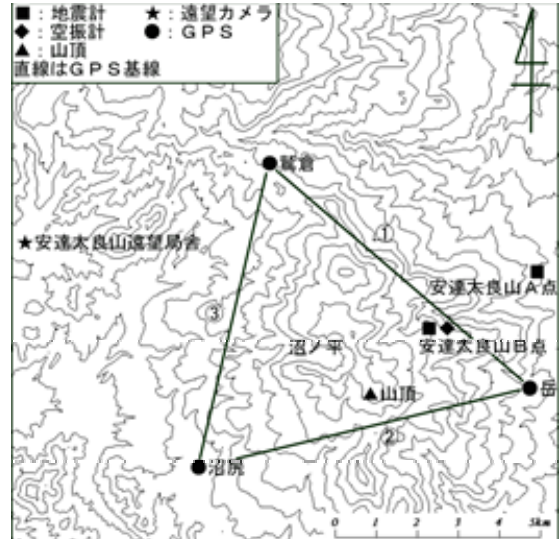 ■：地震計　★：遠望カメラ
◆：空振計　●：ＧＰＳ
▲：山頂
直線はＧＰＳ基線
鷲倉
①
安達太良山遠望局舎
安達太良山Ａ点
③
沼ノ平
安達太良山Ｂ点
山頂
岳
②
沼尻
0 1 2 3 4 5km